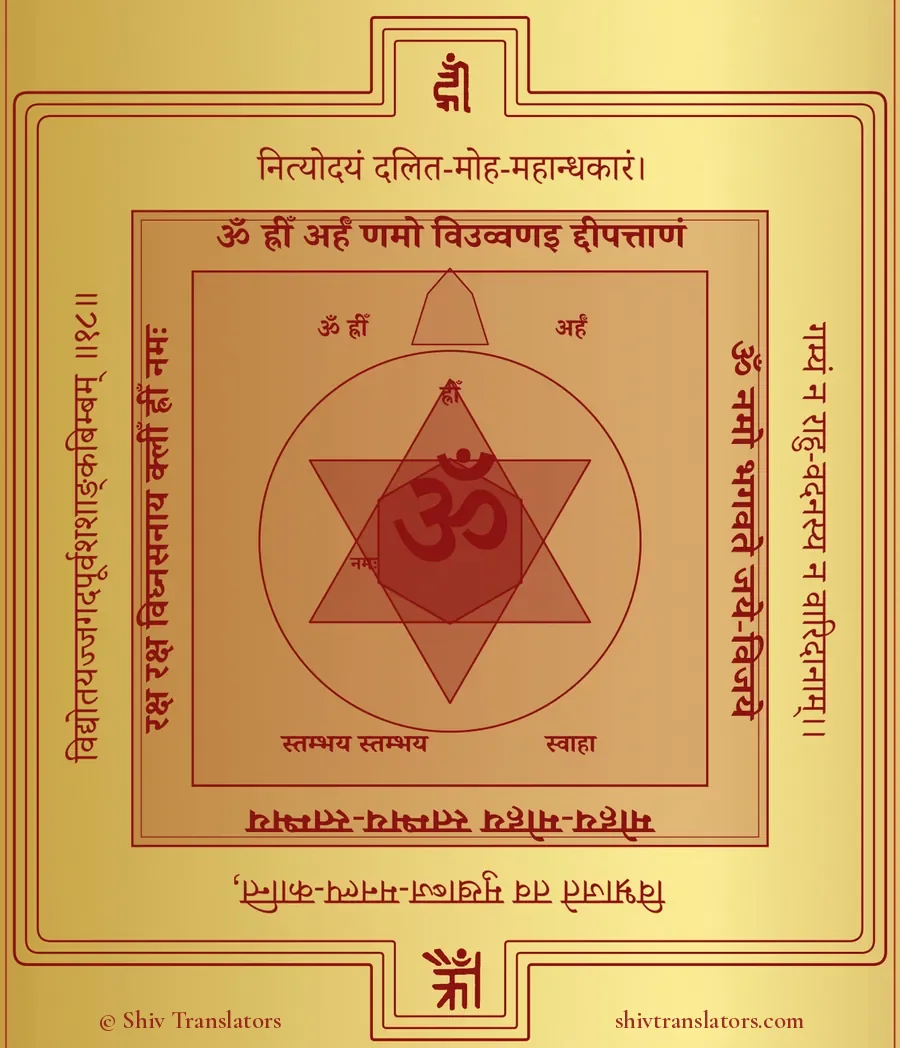 ह्रीं
नित्योदयं दलित-मोह-महान्धकारं।
ॐ ह्रीँ अर्हँ णमो विउव्वणइ द्दीपत्ताणं
गम्यं न राहु-वदनस्य न वारिदानाम्।।
ॐ नमो भगवते जये-विजये
विभ्राजते तव मुखाब्ज-मनल्प-कान्ति,
मोहय-मोहय स्तम्भय-स्तम्भय
विद्योतयज्जगदपूर्वशशाङ्कबिम्बम् ॥१८॥
रक्ष रक्ष विघ्नसनाय क्लीँ ह्रीँ नमः
ॐ ह्रीँ
अर्हँ
ह्रीँ
ॐ
नमः
स्तम्भय स्तम्भय
स्वाहा
© Shiv Translators
shivtranslators.com